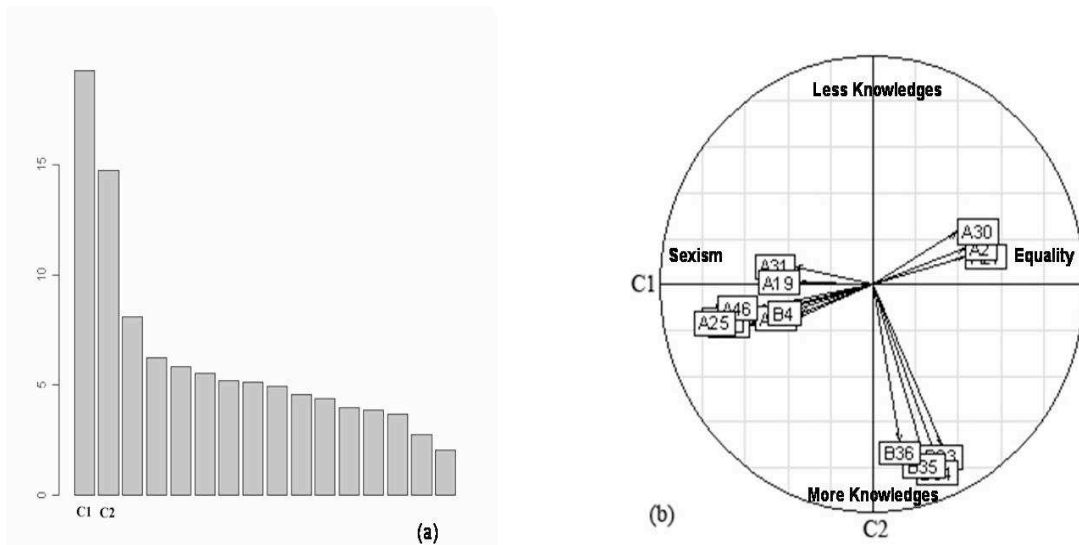 15
10
5
0
C1 C2
(a)
Less Knowledges
A30
A2
Sexism
Equality
A31
A19
C1
A46
B4
A25
B36
B35
More Knowledges
(b)
C2